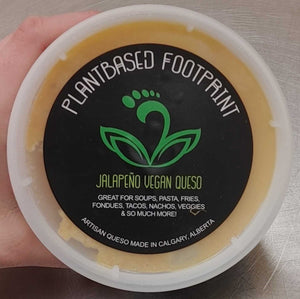 PLANTBASED FOOTPRINT
JALAPEÑO VEGAN QUESO
GREAT FOR SOUPS, PASTA, FRIES,
FONDUES, TACOS, NACHOS, VEGGIES
& SO MUCH MORE!
ARTISAN QUESO MADE IN CALGARY, ALBERTA